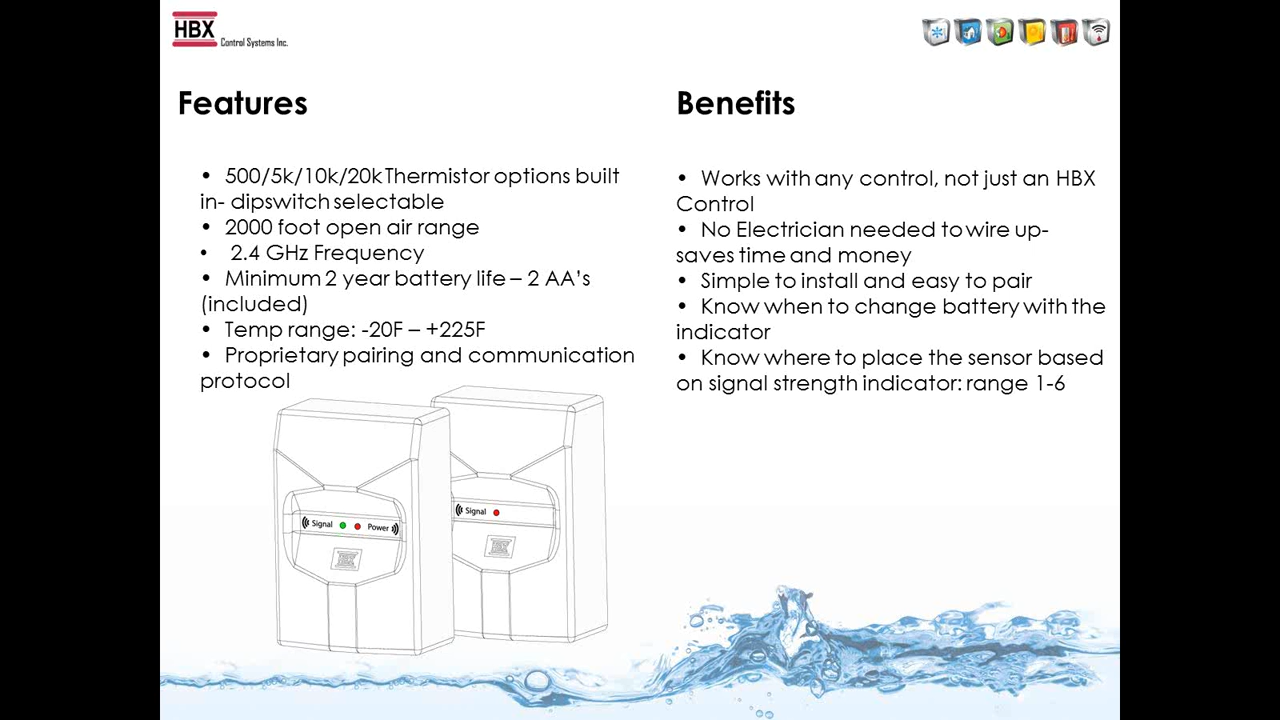 HBX
Control Systems Inc.
Features
• 500/5k/10k/20k Thermistor options built
in- dipswitch selectable
• 2000 foot open air range
• 2.4 GHz Frequency
• Minimum 2 year battery life – 2 AA’s
(included)
• Temp range: -20F – +225F
• Proprietary pairing and communication
protocol
Benefits
• Works with any control, not just an HBX
Control
• No Electrician needed to wire up-
saves time and money
• Simple to install and easy to pair
• Know when to change battery with the
indicator
• Know where to place the sensor based
on signal strength indicator: range 1-6
Signal Power
HBX
Signal
HBX